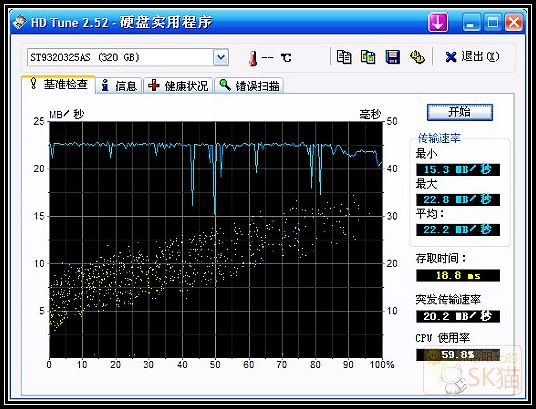 HD Tune 2.52 - 硬盘实用程序
ST9320325AS (320 GB)
-- ℃
退出(X)
基准检查
信息
健康状况
错误扫描
MB/秒
毫秒
25
20
15
10
5
50
40
30
20
10
0
10
20
30
40
50
60
70
80
90
100%
开始
传输速率
最小
15.3 MB/秒
最大
22.8 MB/秒
平均:
22.2 MB/秒
存取时间:
18.8 ms
突发传输速率
20.2 MB/秒
CPU 使用率
59.8%
SK猫